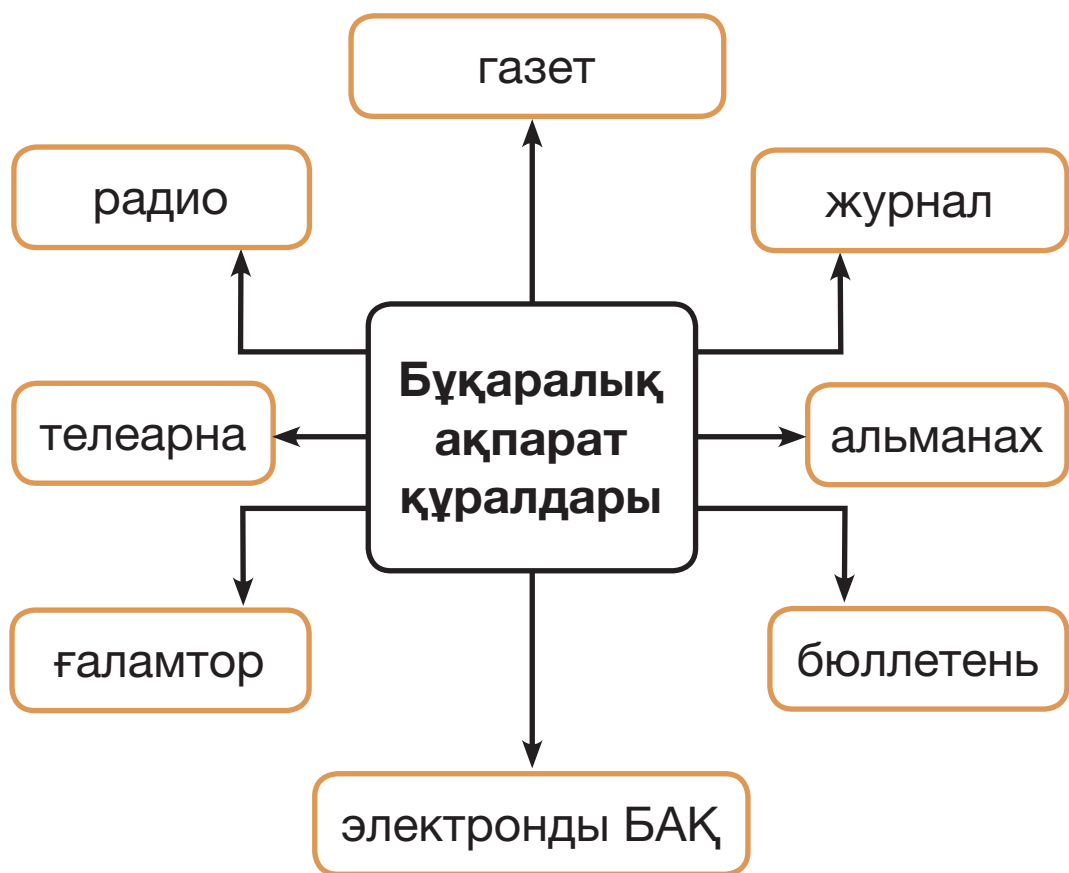 газет
радио
журнал
Бұқаралық
ақпарат
құралдары
телеарна
альманах
ғаламтор
бюллетень
электронды БАҚ